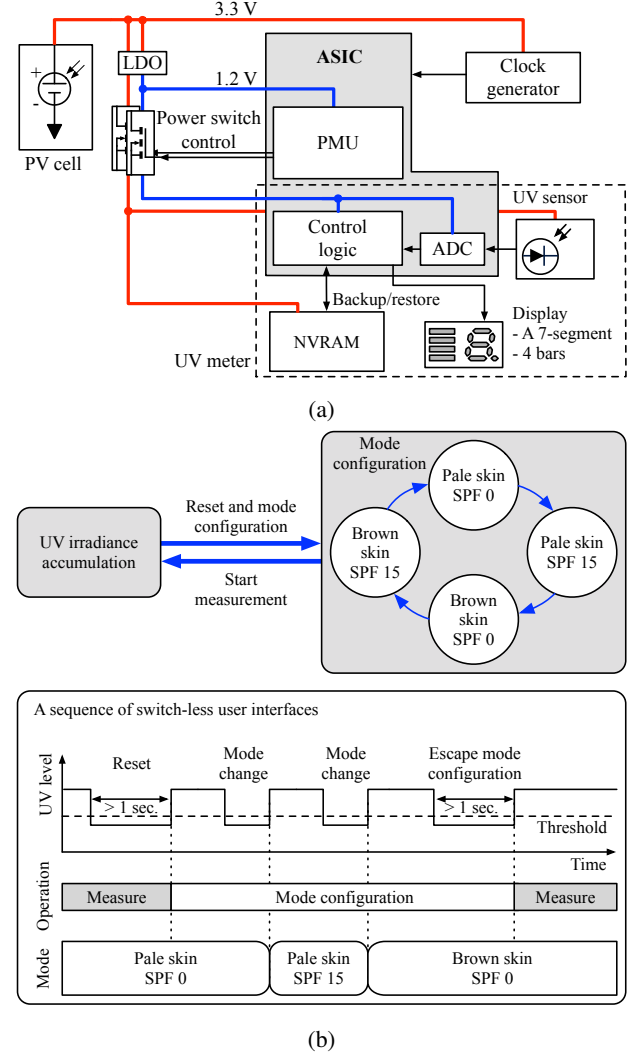 3.3 V
LDO
ASIC
Clock
generator
+
-
1.2 V
Power switch
control
PMU
PV cell
UV sensor
Control
logic
ADC
Backup/restore
NVRAM
Display
- A 7-segment
- 4 bars
UV meter
(a)
Mode
configuration
Pale skin
SPF 0
Reset and mode
configuration
UV irradiance
accumulation
Brown
skin
SPF 15
Pale skin
SPF 15
Start
measurement
Brown
skin
SPF 0
A sequence of switch-less user interfaces
UV level
Reset
Mode
change
Mode
change
Escape mode
configuration
> 1 sec.
> 1 sec.
Threshold
Time
Operation
Measure
Mode configuration
Measure
Mode
Pale skin
SPF 0
Pale skin
SPF 15
Brown skin
SPF 0
(b)